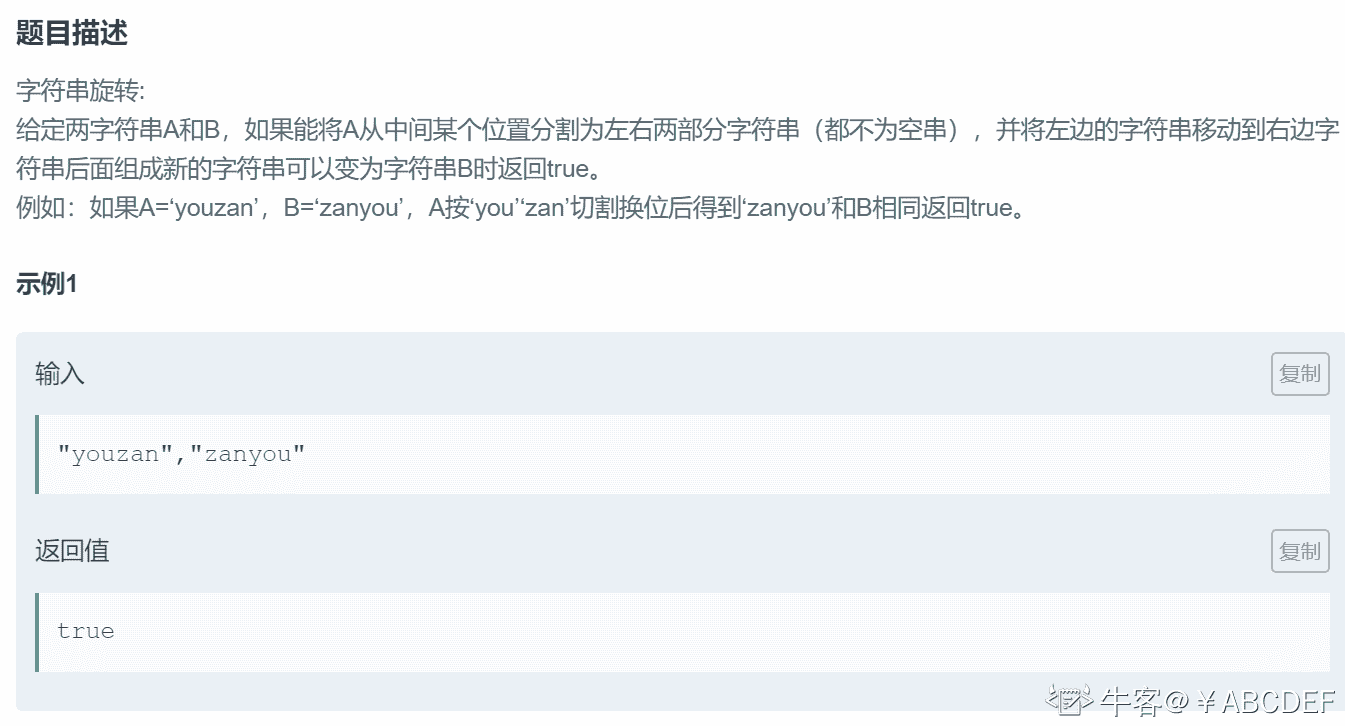 题目描述
字符串旋转:
给定两字符串A和B，如果能将A从中间某个位置分割为左右两部分字符串（都不为空串），并将左边的字符串移动到右边字
符串后面组成新的字符串可以变为字符串B时返回true。
例如：如果A=‘youzan’，B=‘zanyou’，A按‘you’‘zan’切割换位后得到‘zanyou’和B相同返回true。
示例1
输入
复制
"youzan","zanyou"
返回值
复制
true
牛客@￥ABCDEF